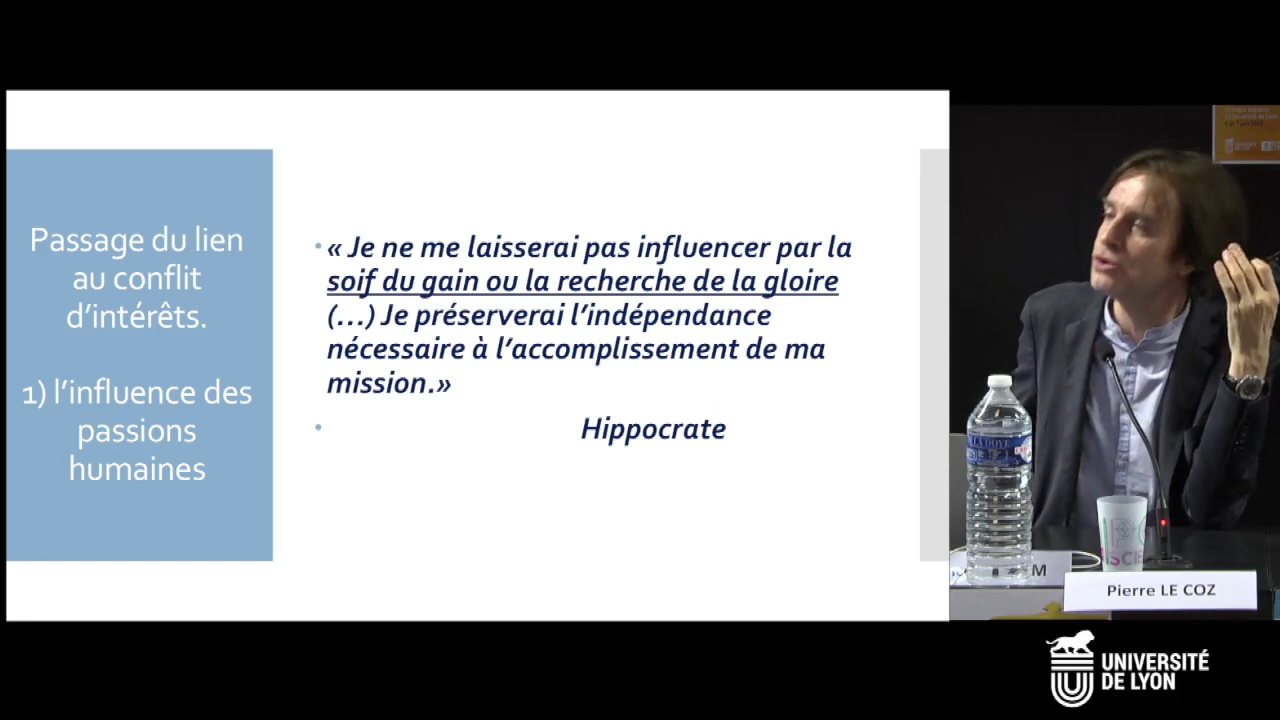 Passage du lien
au conflit
d’intérêts.
1) l’influence des
passions
humaines
• « Je ne me laisserai pas influencer par la
soif du gain ou la recherche de la gloire
(…) Je préserverai l’indépendance
nécessaire à l’accomplissement de ma
mission.»
• Hippocrate
Pierre LE COZ
UNIVERSITÉ
DE LYON